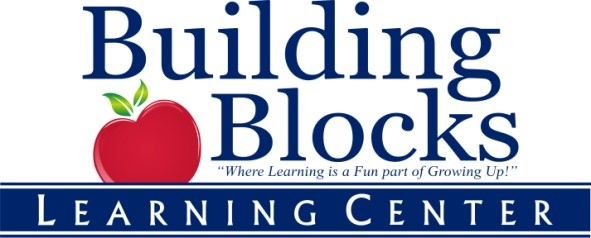 Building
Blocks
“Where Learning is a Fun part of Growing Up!”
LEARNING CENTER